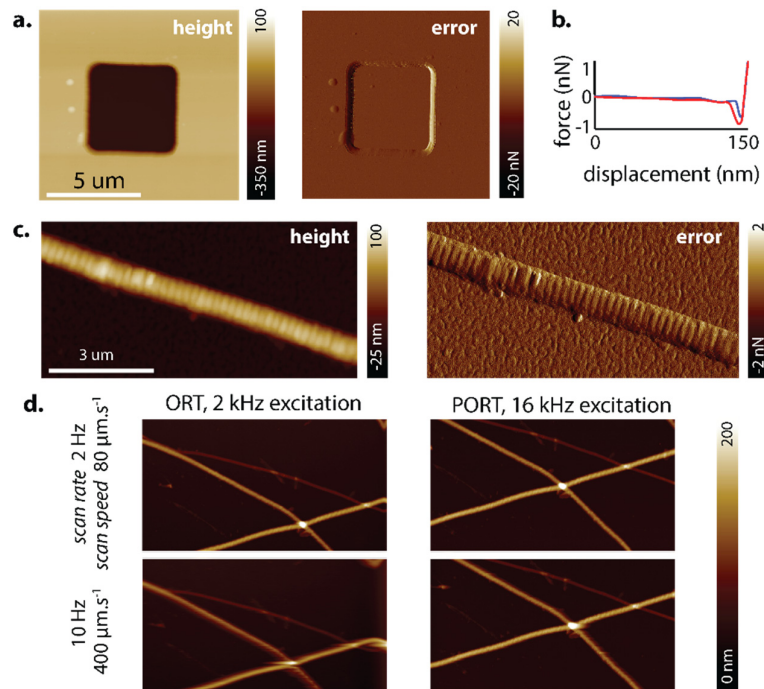 a.
height
100
-350 nm
5 um
error
20
-20 nN
b.
force (nN)
1
0
-1
0
150
displacement (nm)
c.
height
100
-25 nm
3 um
error
2
-2 nN
d.
ORT, 2 kHz excitation
PORT, 16 kHz excitation
scan rate 2 Hz
scan speed 80 µm.s⁻¹
10 Hz
400 µm.s⁻¹
200
0 nm